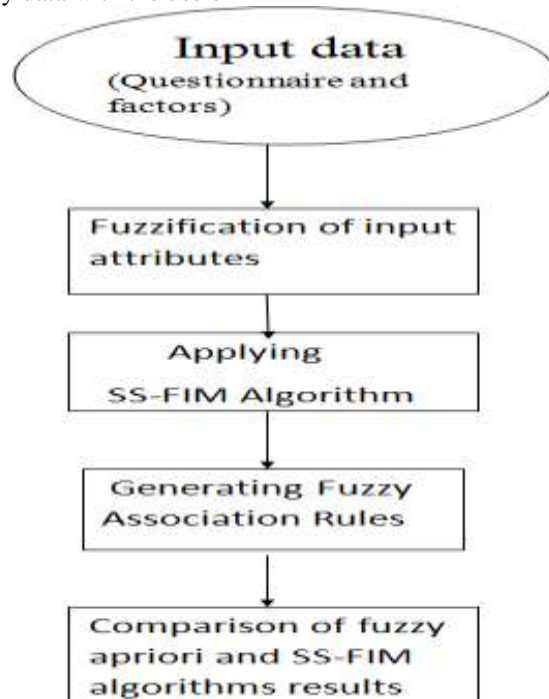 Input data
(Questionnaire and
factors)
Fuzzification of input
attributes
Applying
SS-FIM Algorithm
Generating Fuzzy
Association Rules
Comparison of fuzzy
apriori and SS-FIM
algorithms results